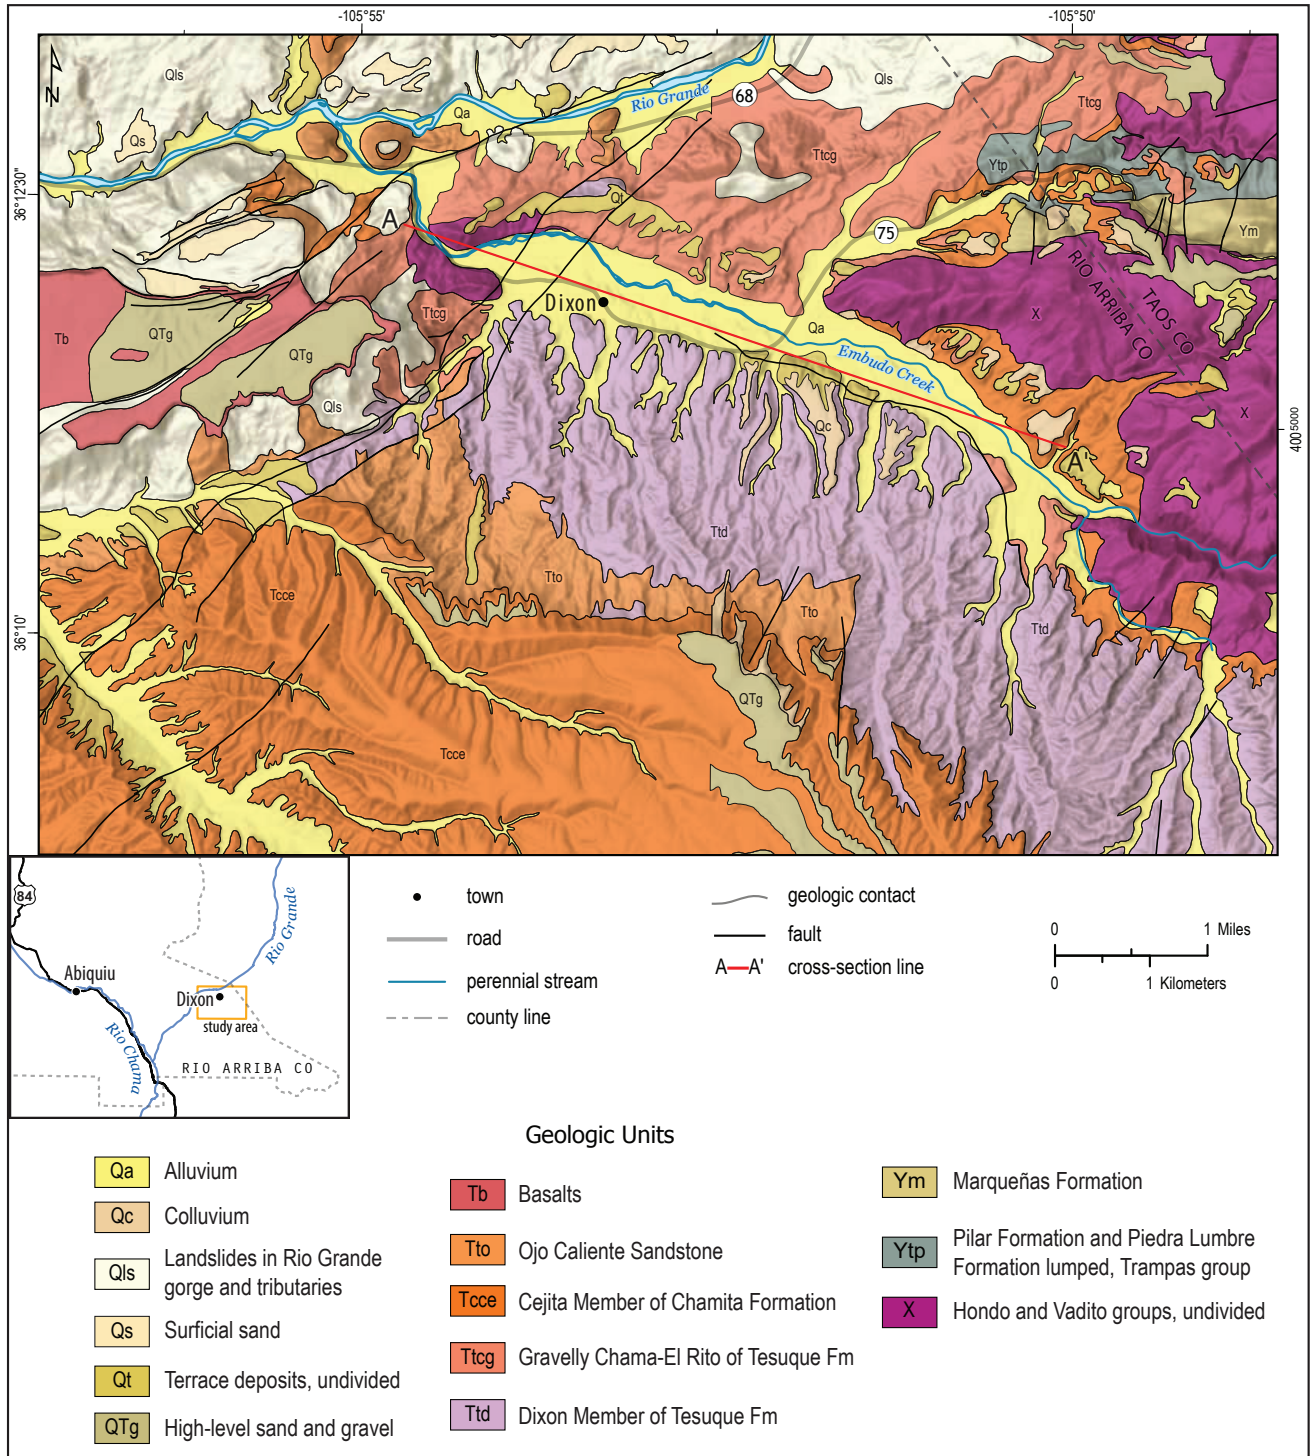 -105°55'
-105°50'
N
Qls
Qs
Qa
Rio Grande
68
Qls
Ttcg
Ttcg
Ytp
Ym
36°12'30"
A
Qt
75
RIO ARRIBA CO
TAOS CO
X
Tb
QTg
QTg
Ttcg
Dixon
Qa
Embudo Creek
Qls
Qc
X
4005000
A'
Ttd
Tto
Tcce
Tto
Ttd
36°10'
QTg
Tcce
84
Abiquiu
Rio Chama
Rio Grande
Dixon
study area
RIO ARRIBA CO
town
road
perennial stream
county line
geologic contact
fault
A A' cross-section line
0 1 Miles
0 1 Kilometers
Geologic Units
Qa Alluvium
Qc Colluvium
Qls Landslides in Rio Grande
gorge and tributaries
Qs Surficial sand
Qt Terrace deposits, undivided
QTg High-level sand and gravel
Tb Basalts
Tto Ojo Caliente Sandstone
Tcce Cejita Member of Chamita Formation
Ttcg Gravelly Chama-El Rito of Tesuque Fm
Ttd Dixon Member of Tesuque Fm
Ym Marqueñas Formation
Ytp Pilar Formation and Piedra Lumbre
Formation lumped, Trampas group
X Hondo and Vadito groups, undivided